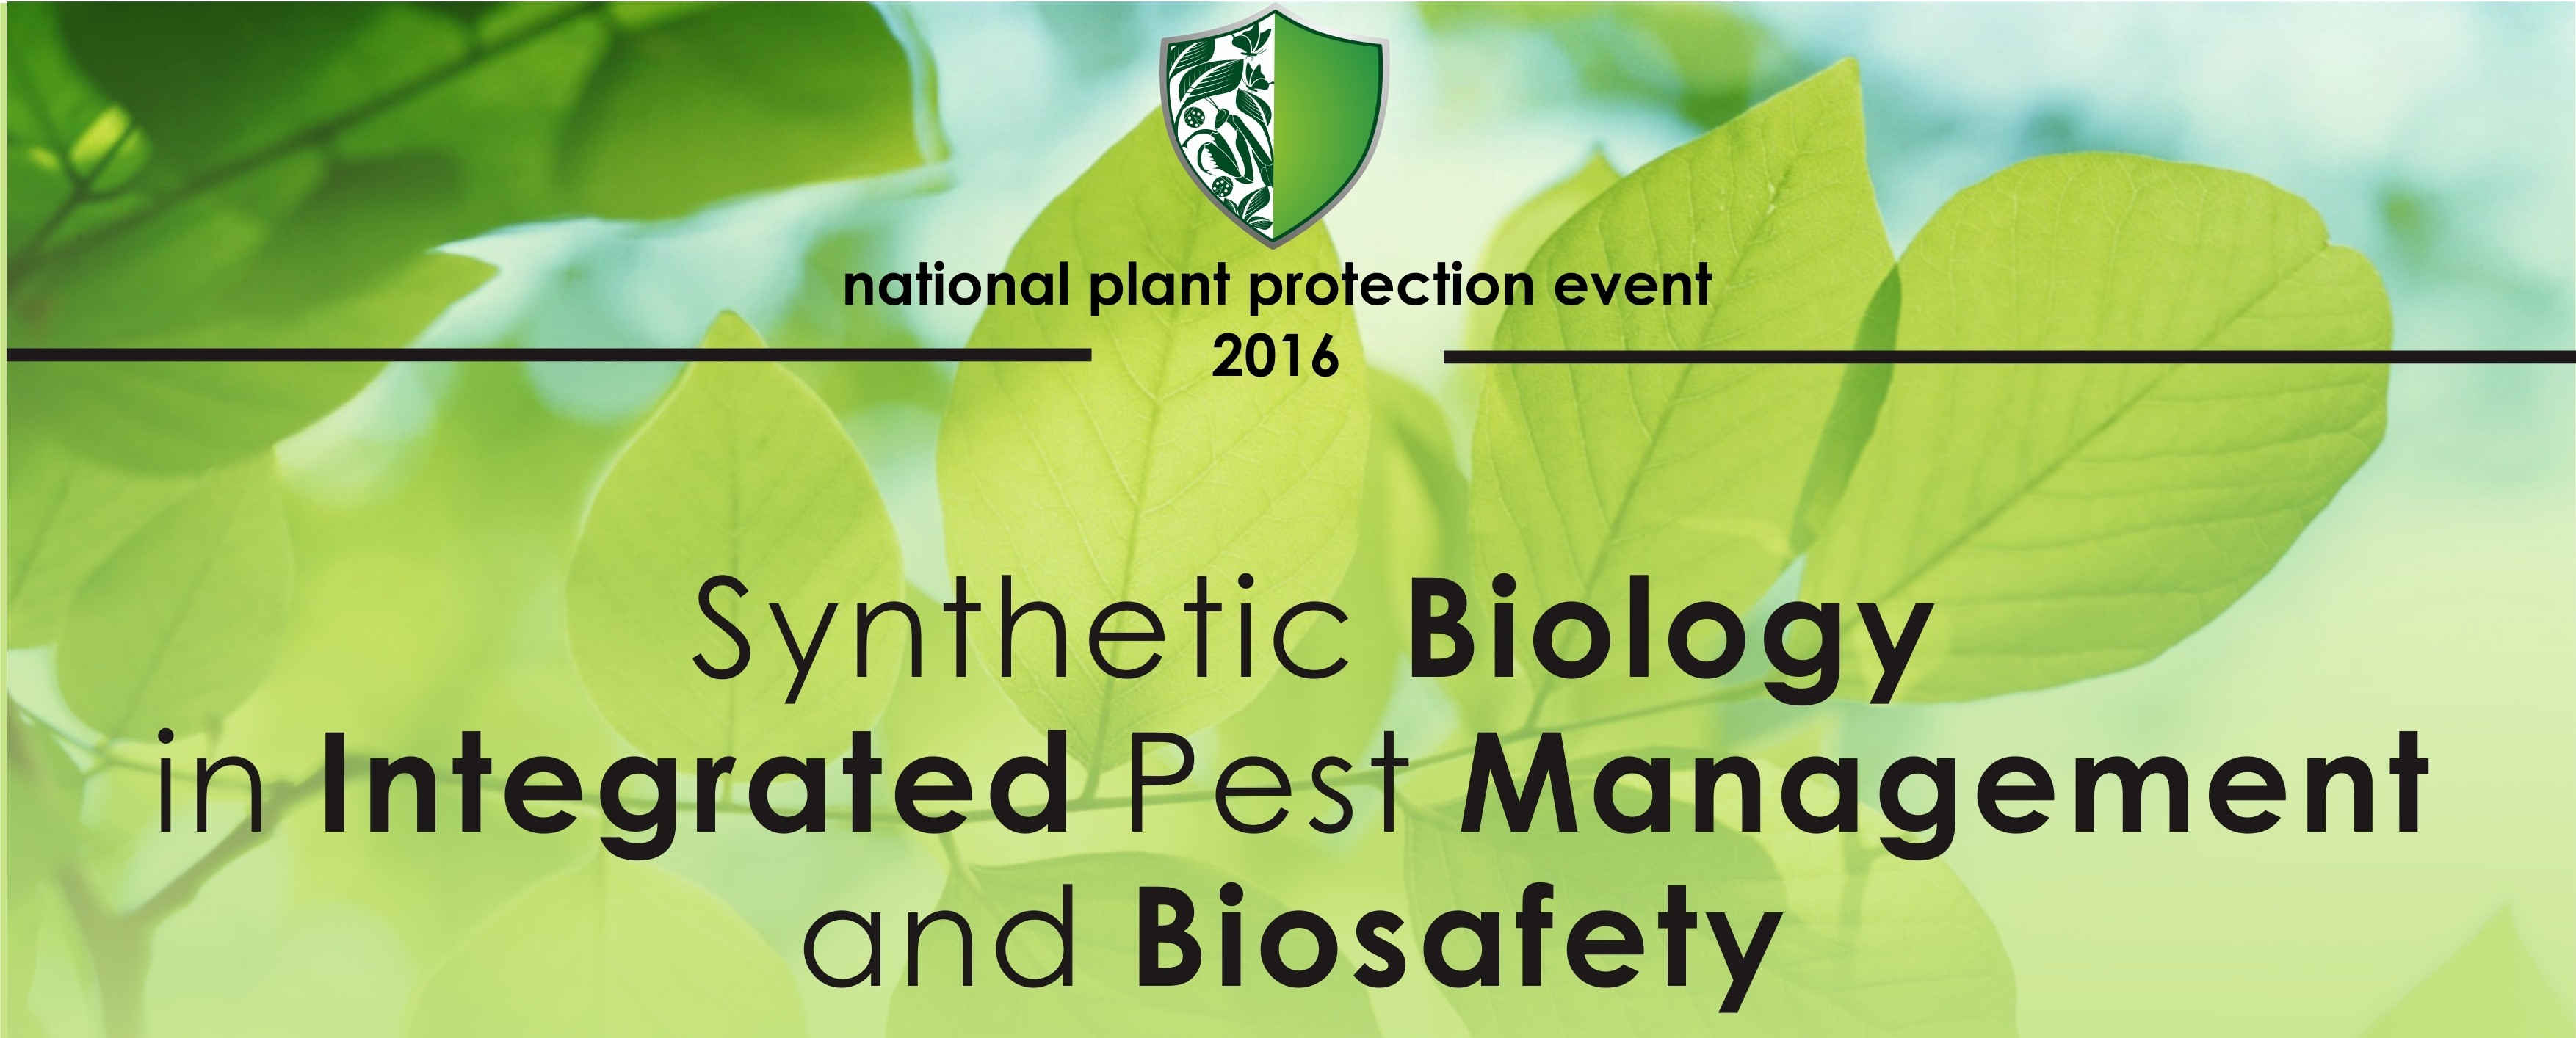 national plant protection event
2016
Synthetic Biology
in Integrated Pest Management
and Biosafety